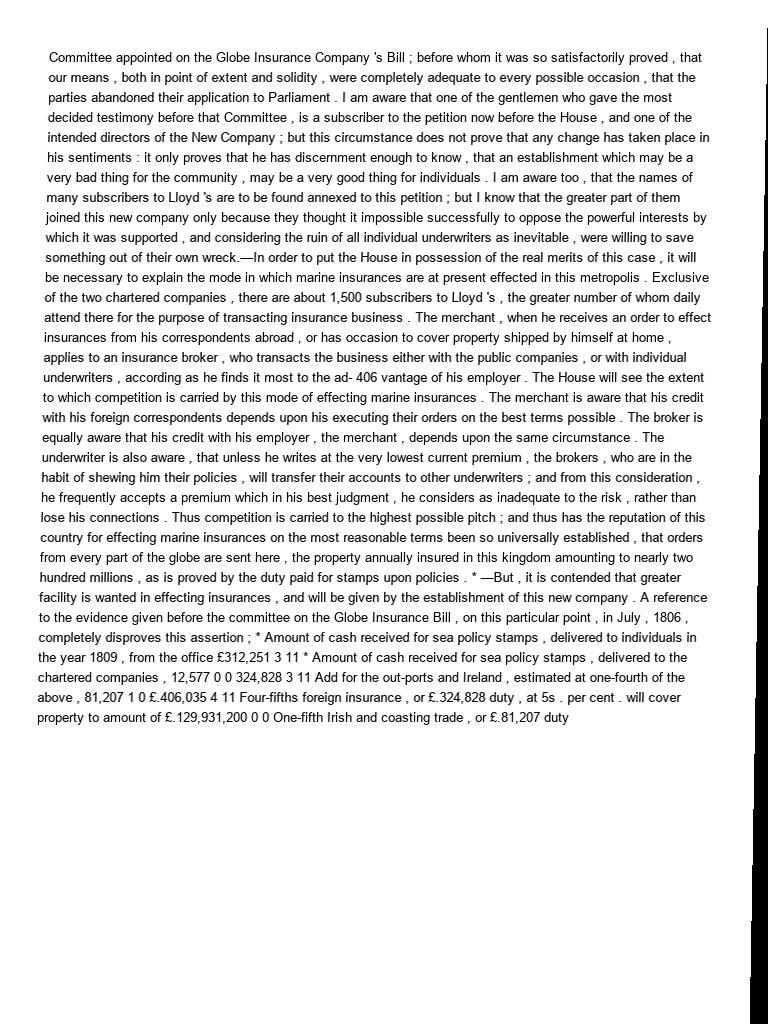 Committee appointed on the Globe Insurance Company 's Bill ; before whom it was so satisfactorily proved , that
our means , both in point of extent and solidity , were completely adequate to every possible occasion , that the
parties abandoned their application to Parliament . I am aware that one of the gentlemen who gave the most
decided testimony before that Committee , is a subscriber to the petition now before the House , and one of the
intended directors of the New Company ; but this circumstance does not prove that any change has taken place in
his sentiments : it only proves that he has discernment enough to know , that an establishment which may be a
very bad thing for the community , may be a very good thing for individuals . I am aware too , that the names of
many subscribers to Lloyd 's are to be found annexed to this petition ; but I know that the greater part of them
joined this new company only because they thought it impossible successfully to oppose the powerful interests by
which it was supported , and considering the ruin of all individual underwriters as inevitable , were willing to save
something out of their own wreck.—In order to put the House in possession of the real merits of this case , it will
be necessary to explain the mode in which marine insurances are at present effected in this metropolis . Exclusive
of the two chartered companies , there are about 1,500 subscribers to Lloyd 's , the greater number of whom daily
attend there for the purpose of transacting insurance business . The merchant , when he receives an order to effect
insurances from his correspondents abroad , or has occasion to cover property shipped by himself at home ,
applies to an insurance broker , who transacts the business either with the public companies , or with individual
underwriters , according as he finds it most to the ad- 406 vantage of his employer . The House will see the extent
to which competition is carried by this mode of effecting marine insurances . The merchant is aware that his credit
with his foreign correspondents depends upon his executing their orders on the best terms possible . The broker is
equally aware that his credit with his employer , the merchant , depends upon the same circumstance . The
underwriter is also aware , that unless he writes at the very lowest current premium , the brokers , who are in the
habit of shewing him their policies , will transfer their accounts to other underwriters ; and from this consideration ,
he frequently accepts a premium which in his best judgment , he considers as inadequate to the risk , rather than
lose his connections . Thus competition is carried to the highest possible pitch ; and thus has the reputation of this
country for effecting marine insurances on the most reasonable terms been so universally established , that orders
from every part of the globe are sent here , the property annually insured in this kingdom amounting to nearly two
hundred millions , as is proved by the duty paid for stamps upon policies . * —But , it is contended that greater
facility is wanted in effecting insurances , and will be given by the establishment of this new company . A reference
to the evidence given before the committee on the Globe Insurance Bill , on this particular point , in July , 1806 ,
completely disproves this assertion ; * Amount of cash received for sea policy stamps , delivered to individuals in
the year 1809 , from the office £312,251 3 11 * Amount of cash received for sea policy stamps , delivered to the
chartered companies , 12,577 0 0 324,828 3 11 Add for the out-ports and Ireland , estimated at one-fourth of the
above , 81,207 1 0 £.406,035 4 11 Four-fifths foreign insurance , or £.324,828 duty , at 5s . per cent . will cover
property to amount of £.129,931,200 0 0 One-fifth Irish and coasting trade , or £.81,207 duty